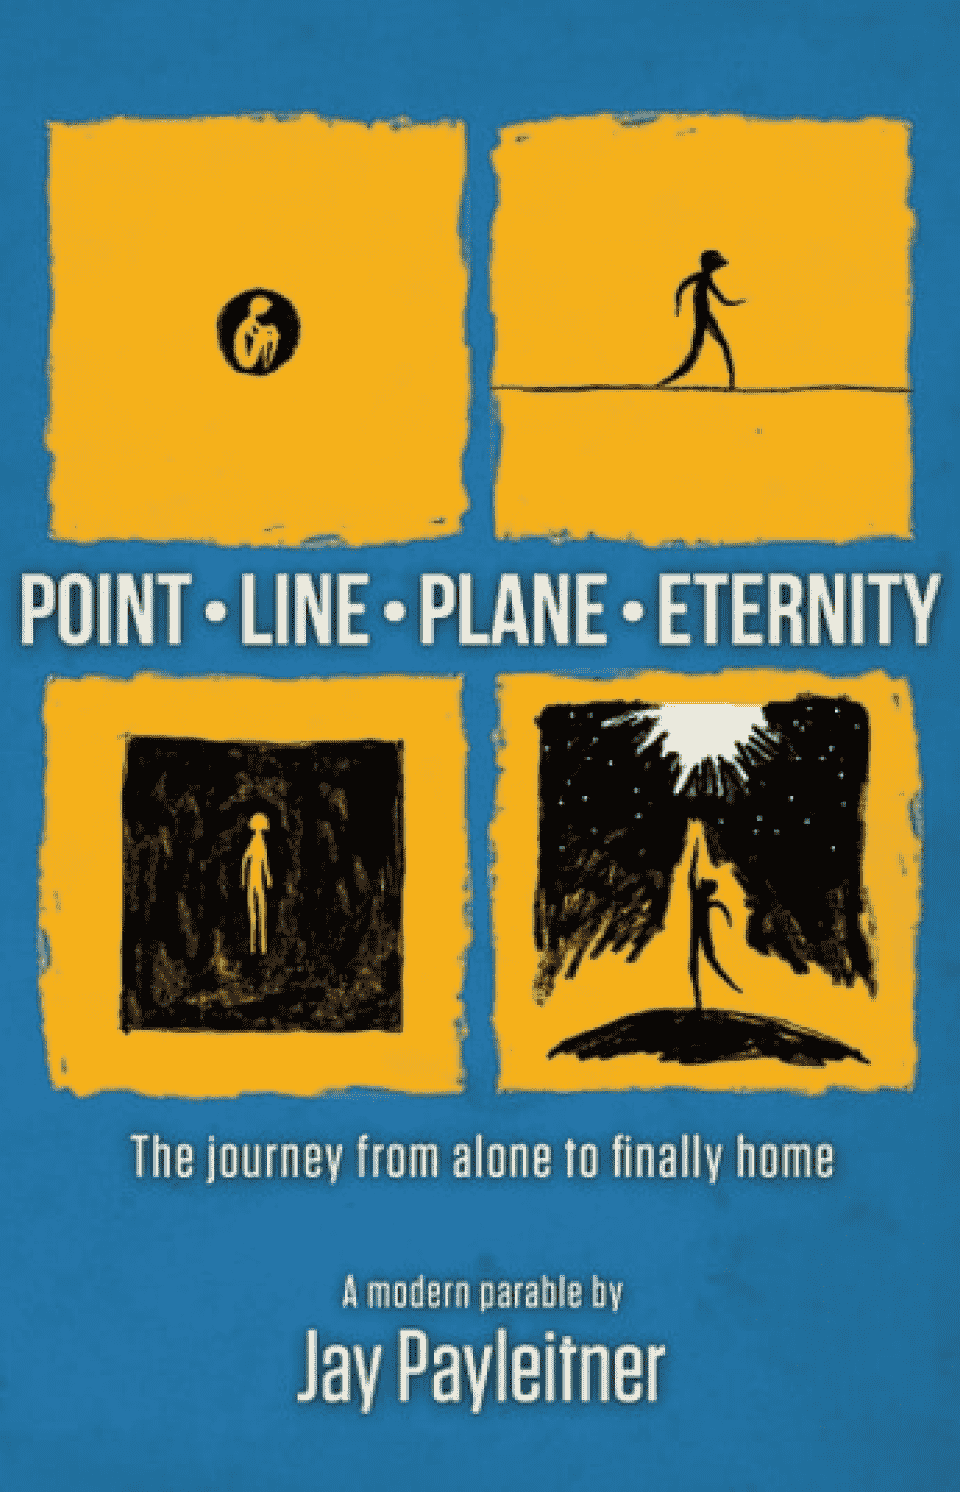 POINT • LINE • PLANE • ETERNITY
The journey from alone to finally home
A modern parable by
Jay Payleitner